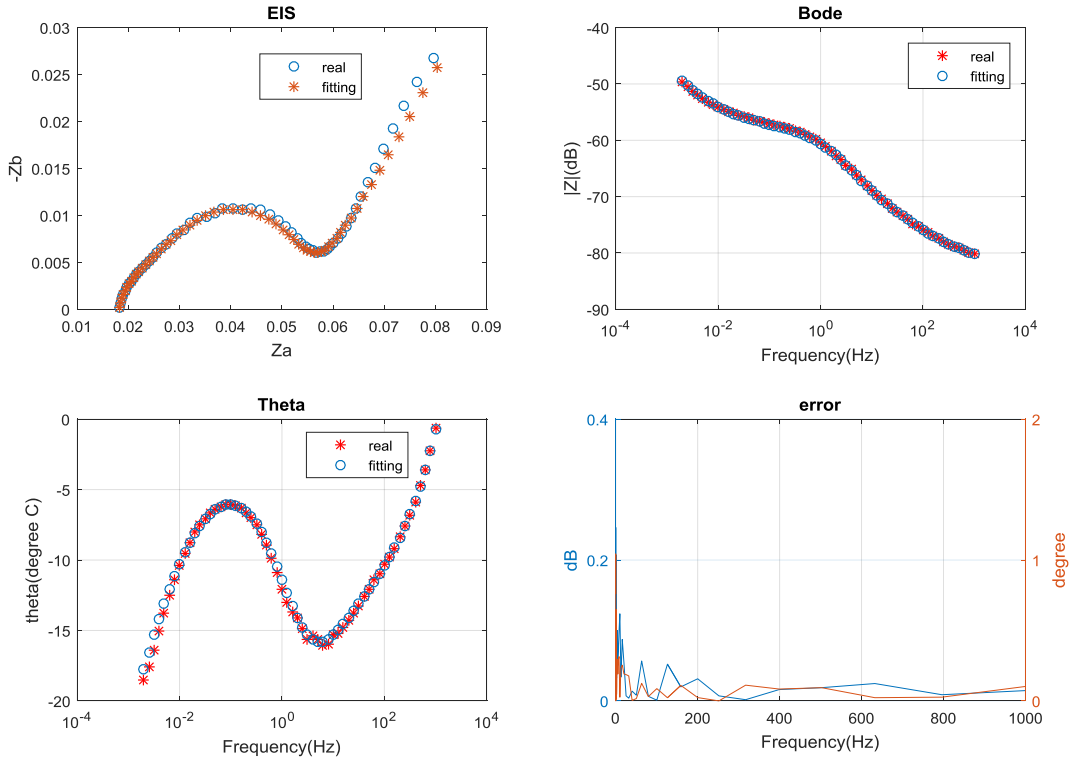 EIS
0.03
0.025
0.02
0.015
0.01
0.005
0
-Zb
real
fitting
0.01 0.02 0.03 0.04 0.05 0.06 0.07 0.08 0.09
Za
Bode
-40
-50
-60
-70
-80
-90
|Z|(dB)
real
fitting
10-4 10-2 100 102 104
Frequency(Hz)
Theta
0
-5
-10
-15
-20
theta(degree C)
real
fitting
10-4 10-2 100 102 104
Frequency(Hz)
error
0.4
0.2
0
dB
2
1
0
degree
0 200 400 600 800 1000
Frequency(Hz)